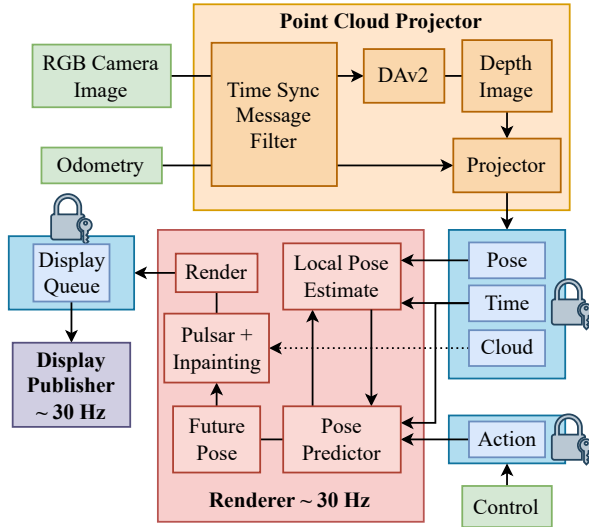 Point Cloud Projector
RGB Camera
Image
Time Sync
Message
Filter
DAv2
Depth
Image
Odometry
Projector
Display
Queue
Render
Local Pose
Estimate
Pose
Time
Cloud
Pulsar +
Inpainting
Display
Publisher
~ 30 Hz
Future
Pose
Pose
Predictor
Action
Renderer ~ 30 Hz
Control